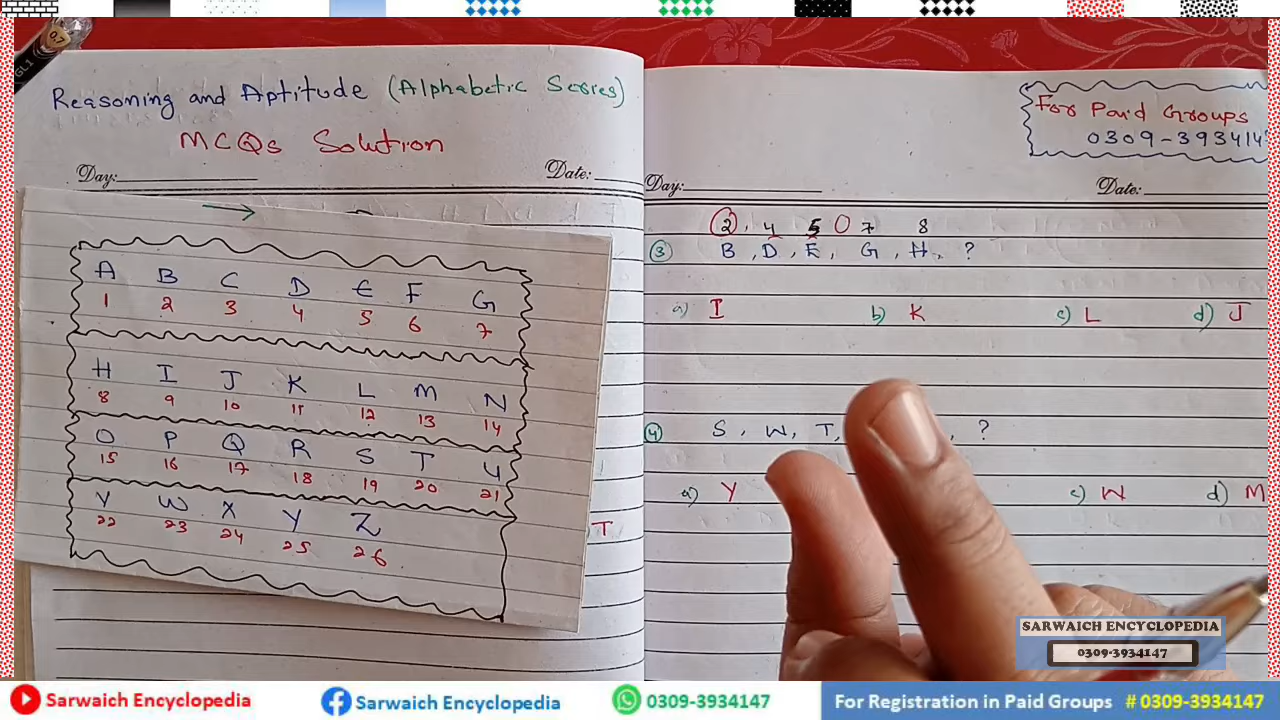 Reasoning and Aptitude (Alphabetic Series)
MCQs Solution
Day:
Date:
A B C D E F G
1 2 3 4 5 6 7
H I J K L M N
8 9 10 11 12 13 14
O P Q R S T U
15 16 17 18 19 20 21
V W X Y Z
22 23 24 25 26
T
For Paid Groups
0309-393414
Day:
Date:
2, 4 5 7 8
3 B, D, E, G, H, ?
a) I b) K c) L d) J
4 S, W, T, , ?
a) Y c) W d) M
SARWAICH ENCYCLOPEDIA
0309-3934147
Sarwaich Encyclopedia
Sarwaich Encyclopedia
0309-3934147
For Registration in Paid Groups # 0309-3934147